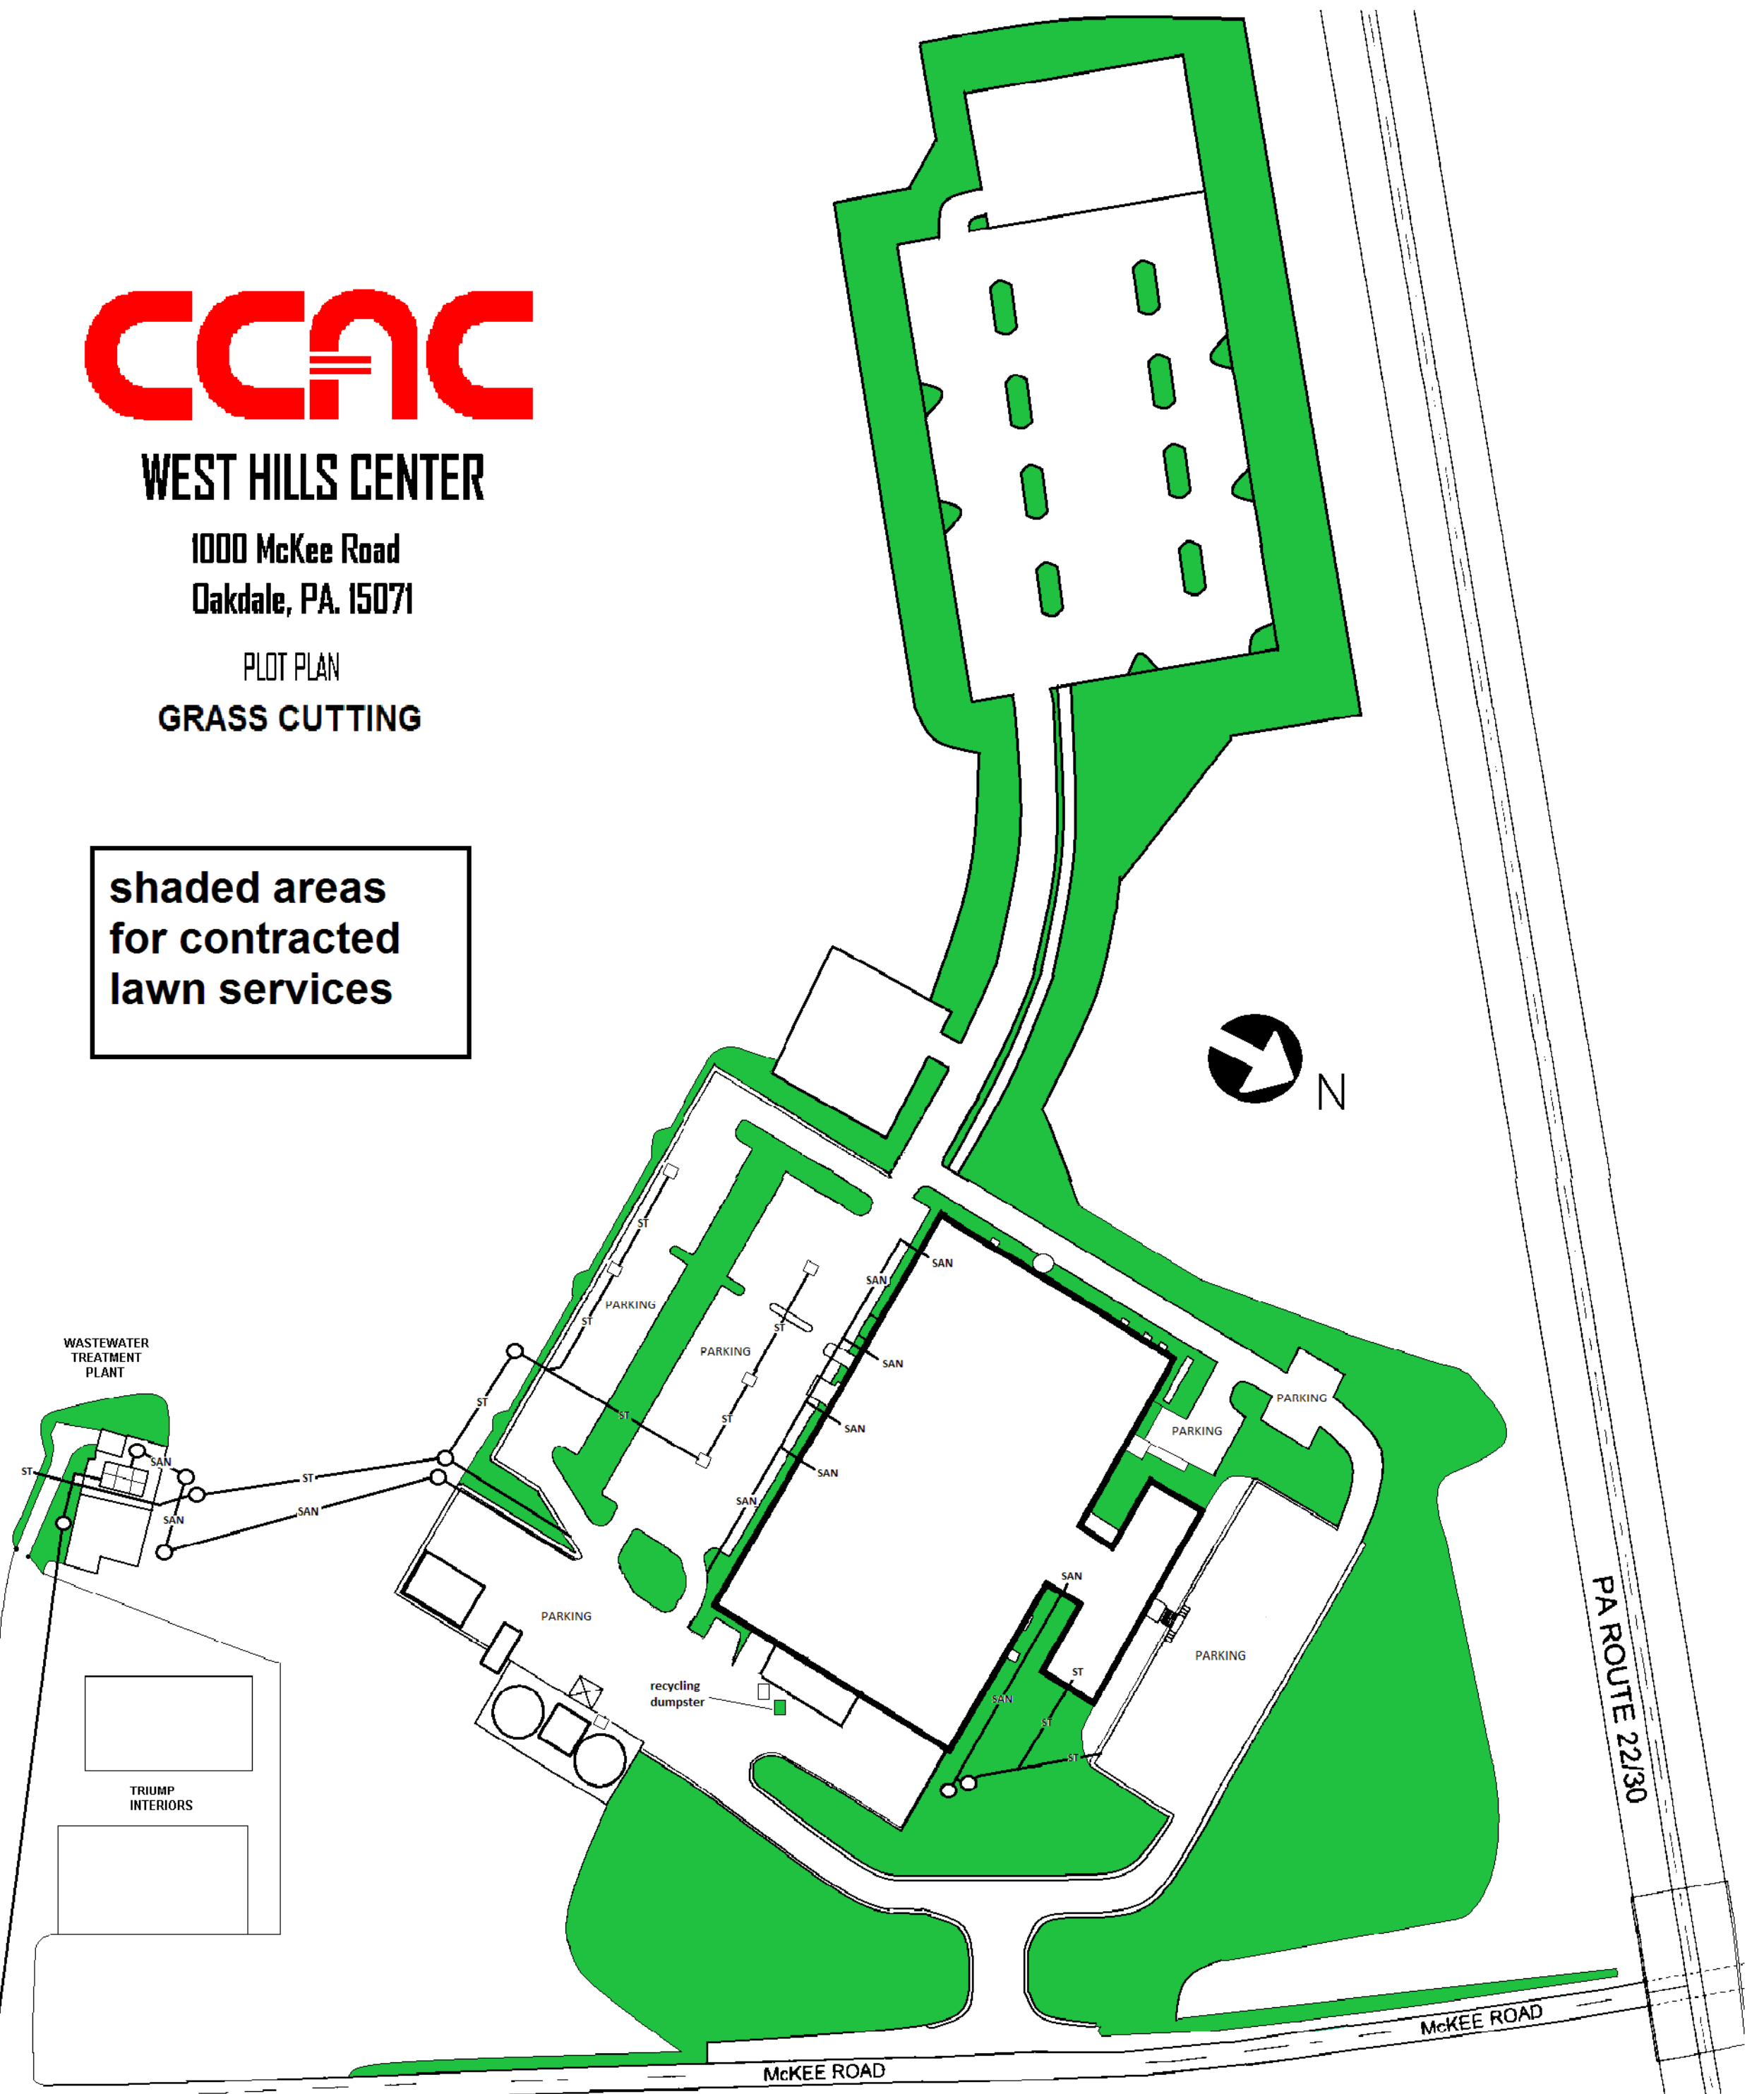 CCAC
WEST HILLS CENTER
1000 McKee Road
Oakdale, PA. 15071
PLOT PLAN
GRASS CUTTING
shaded areas
for contracted
lawn services
N
SAN
SAN
ST
PARKING
ST
ST
PARKING
SAN
WASTEWATER
TREATMENT
PLANT
PARKING
ST
ST
ST
SAN
PARKING
SAN
ST
ST
SAN
SAN
SAN
SAN
PARKING
SAN
PARKING
recycling
dumpster
ST
SAN
ST
ST
TRIUMP
INTERIORS
PA ROUTE 22/30
McKEE ROAD
McKEE ROAD